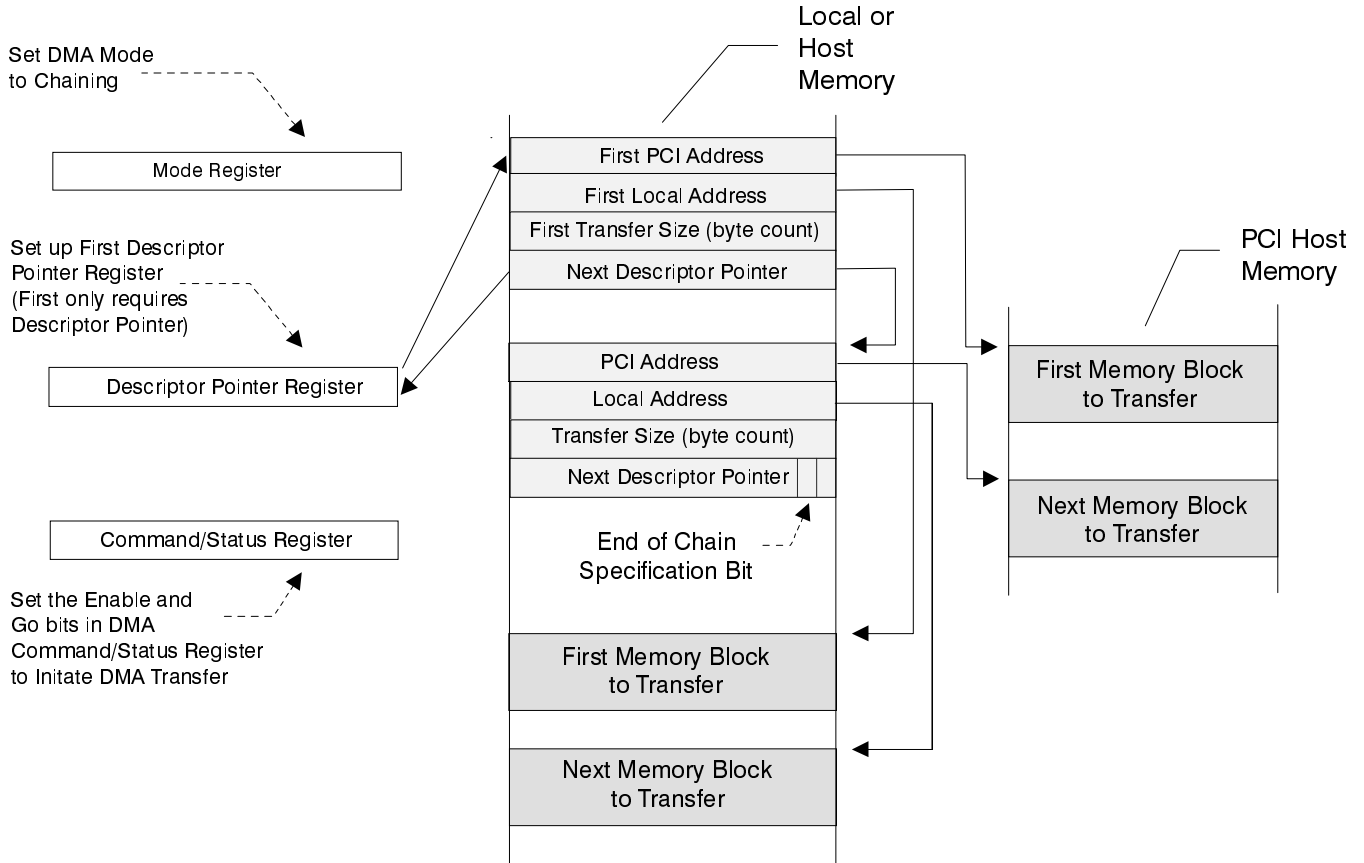 Set DMA Mode
to Chaining
Mode Register
Set up First Descriptor
Pointer Register
(First only requires
Descriptor Pointer)
Descriptor Pointer Register
Command/Status Register
Set the Enable and
Go bits in DMA
Command/Status Register
to Initate DMA Transfer
Local or
Host
Memory
First PCI Address
First Local Address
First Transfer Size (byte count)
Next Descriptor Pointer
PCI Address
Local Address
Transfer Size (byte count)
Next Descriptor Pointer
End of Chain
Specification Bit
First Memory Block
to Transfer
Next Memory Block
to Transfer
PCI Host
Memory
First Memory Block
to Transfer
Next Memory Block
to Transfer